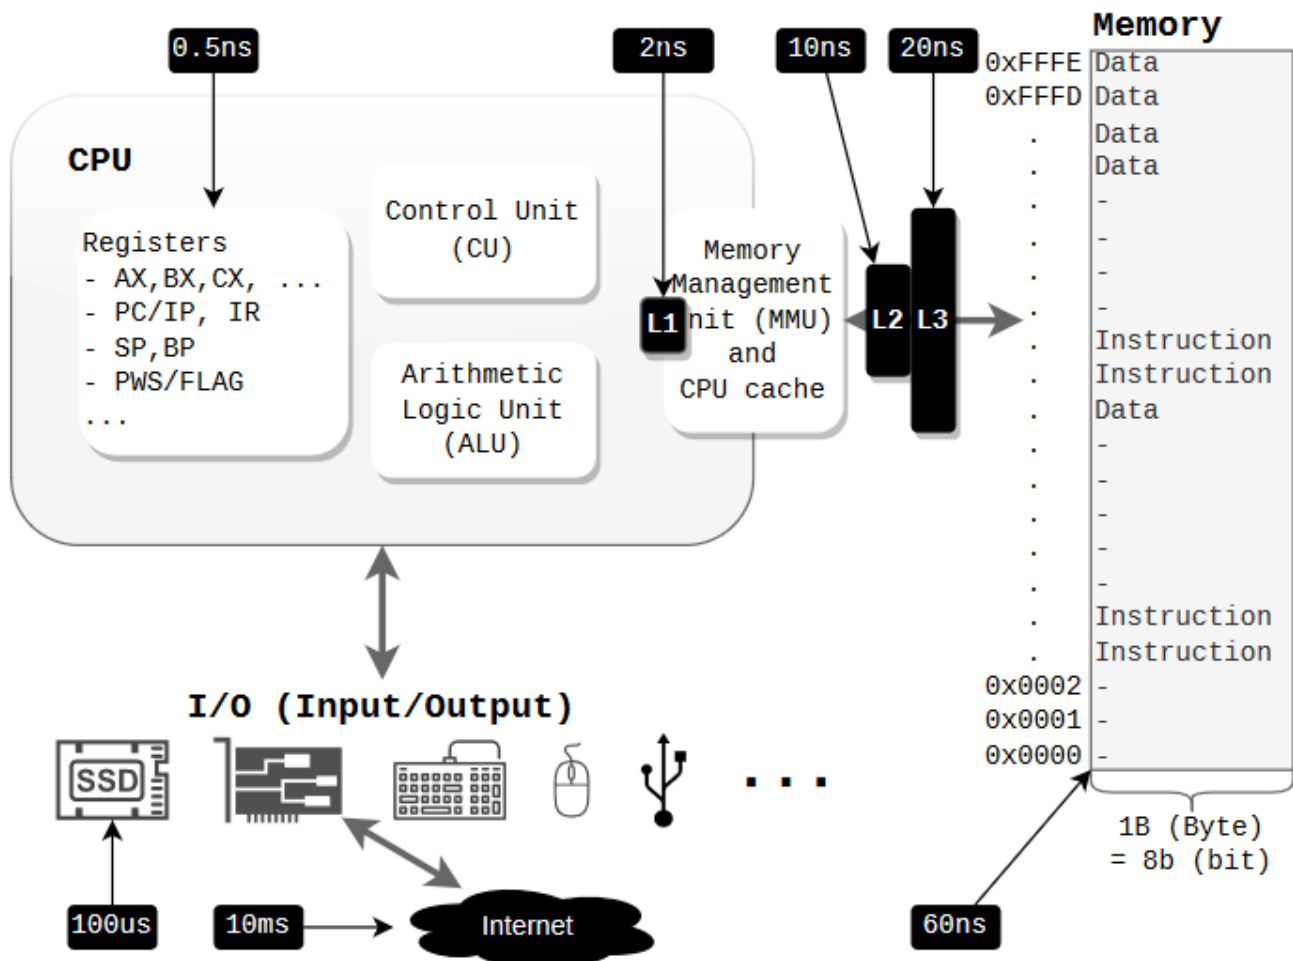 0.5ns
2ns
10ns
20ns
Memory
CPU
Registers
- AX,BX,CX, ...
- PC/IP, IR
- SP,BP
- PWS/FLAG
...
Control Unit
(CU)
Arithmetic
Logic Unit
(ALU)
L1
Memory
Management
nit (MMU)
and
CPU cache
L2
L3
0xFFFE Data
0xFFFD Data
. Data
. Data
. -
. -
. -
. -
. Instruction
. Instruction
. Data
. -
. -
. -
. -
. -
. Instruction
. Instruction
0x0002 -
0x0001 -
0x0000 -
1B (Byte)
= 8b (bit)
I/O (Input/Output)
SSD
...
100us
10ms
Internet
60ns